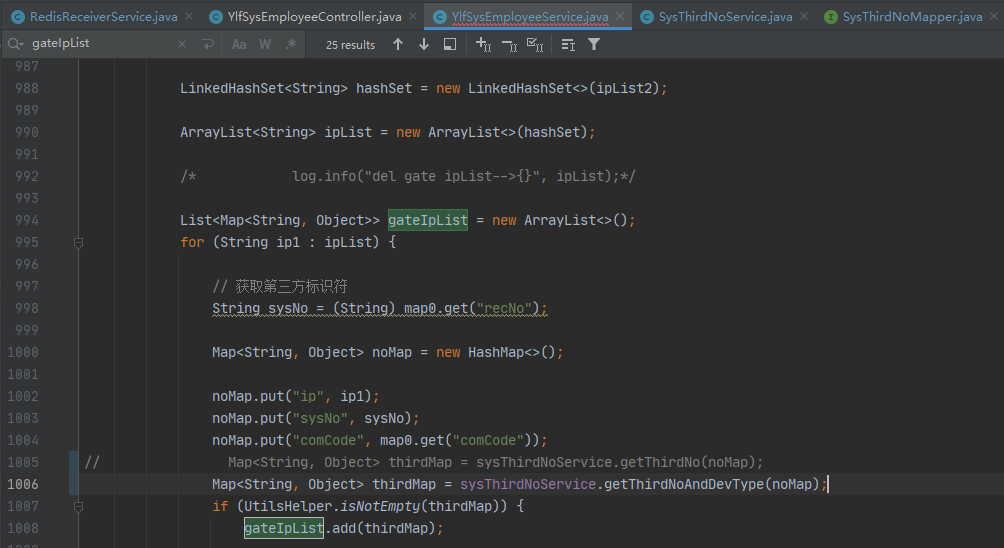 RedisReceiverService.java YlfSysEmployeeController.java YlfSysEmployeeService.java SysThirdNoService.java SysThirdNoMapper.java
gateIpList Aa W .* 25 results
987
988 LinkedHashSet<String> hashSet = new LinkedHashSet<>(ipList2);
989
990 ArrayList<String> ipList = new ArrayList<>(hashSet);
991
992 /* log.info("del gate ipList-->{}", ipList);*/
993
994 List<Map<String, Object>> gateIpList = new ArrayList<>();
995 for (String ip1 : ipList) {
996
997 // 获取第三方标识符
998 String sysNo = (String) map0.get("recNo");
999
1000 Map<String, Object> noMap = new HashMap<>();
1001
1002 noMap.put("ip", ip1);
1003 noMap.put("sysNo", sysNo);
1004 noMap.put("comCode", map0.get("comCode"));
1005 // Map<String, Object> thirdMap = sysThirdNoService.getThirdNo(noMap);
1006 Map<String, Object> thirdMap = sysThirdNoService.getThirdNoAndDevType(noMap);
1007 if (UtilsHelper.isNotEmpty(thirdMap)) {
1008 gateIpList.add(thirdMap);